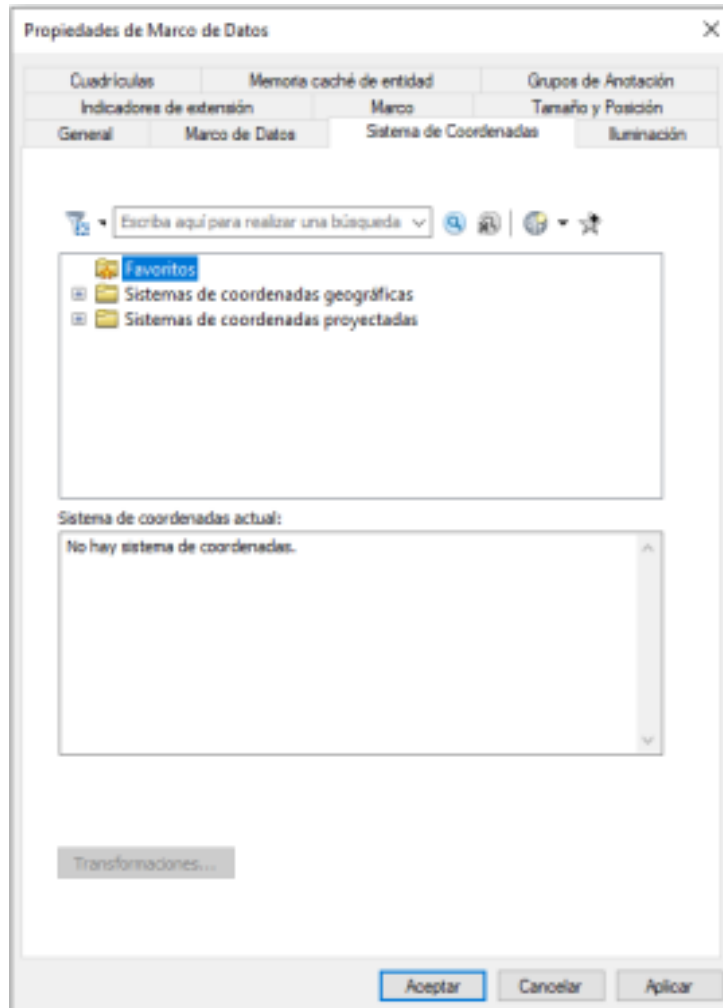 Propiedades de Marco de Datos
Cuadrículas Memoria caché de entidad Grupos de Anotación
Indicadores de extensión Marco Tamaño y Posición
General Marco de Datos Sistema de Coordenadas Iluminación
Escriba aquí para realizar una búsqueda
Favoritos
Sistemas de coordenadas geográficas
Sistemas de coordenadas proyectadas
Sistema de coordenadas actual:
No hay sistema de coordenadas.
Transformaciones...
Aceptar Cancelar Aplicar